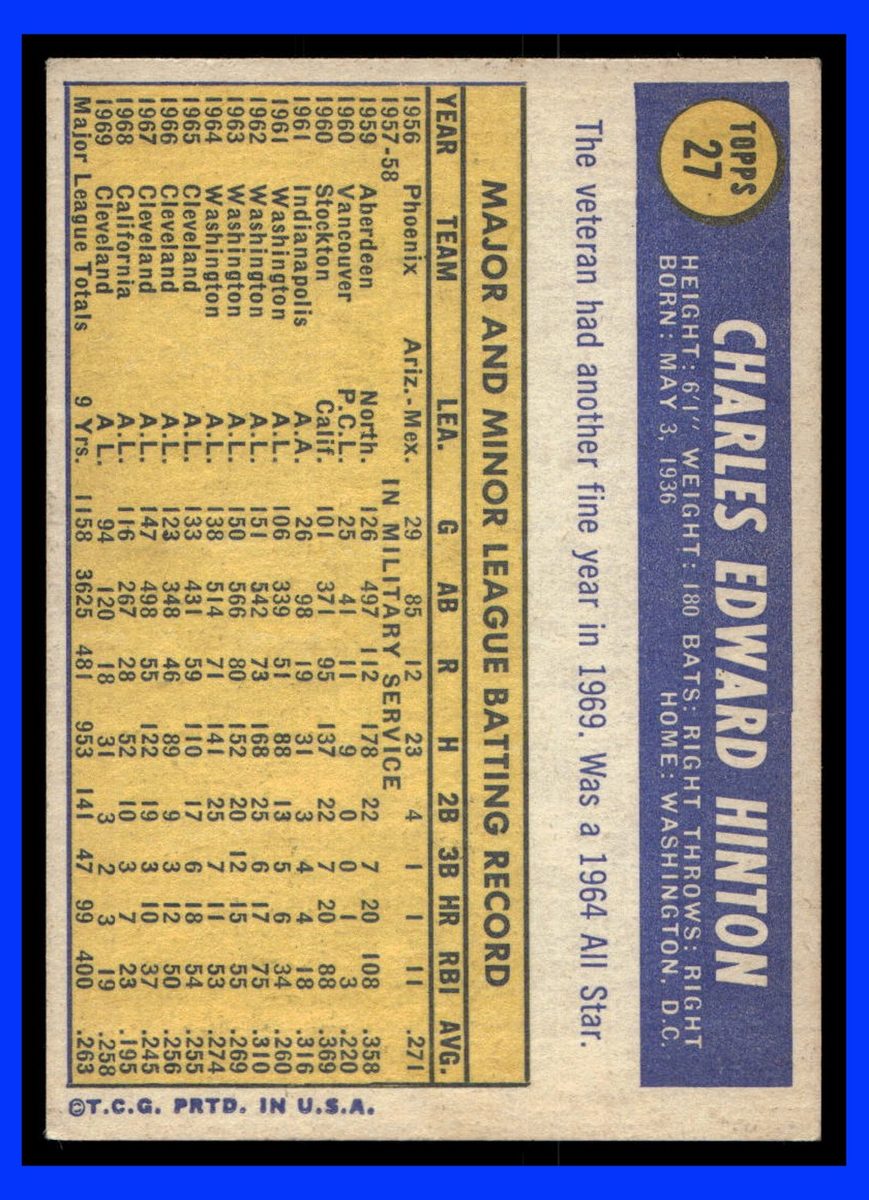 TOPPS
27
CHARLES EDWARD HINTON
HEIGHT: 6'1" WEIGHT: 180 BATS: RIGHT THROWS: RIGHT
BORN: MAY 3, 1936 HOME: WASHINGTON, D.C.
The veteran had another fine year in 1969. Was a 1964 All Star.
MAJOR AND MINOR LEAGUE BATTING RECORD
YEAR TEAM LEA. G AB R H 2B 3B HR RBI AVG.
1956 Phoenix Ariz.-Mex. 29 85 12 23 4 1 1 11 .271
1957-58 IN MILITARY SERVICE
1959 Aberdeen North. 126 497 112 178 22 7 20 108 .358
1960 Vancouver P.C.L. 25 41 11 9 0 0 1 3 .220
1960 Stockton Calif. 101 371 95 137 22 7 20 88 .369
1961 Indianapolis A.A. 26 98 19 31 3 4 4 18 .316
1961 Washington A.L. 106 339 51 88 13 5 6 34 .260
1962 Washington A.L. 151 542 73 168 25 6 17 75 .310
1963 Washington A.L. 150 566 80 152 20 12 15 55 .269
1964 Washington A.L. 138 514 71 141 25 7 11 53 .274
1965 Cleveland A.L. 133 431 59 110 17 6 18 54 .255
1966 Cleveland A.L. 123 348 46 89 9 3 12 50 .256
1967 Cleveland A.L. 147 498 55 122 19 3 10 37 .245
1968 California A.L. 116 267 28 52 10 3 7 23 .195
1969 Cleveland A.L. 94 120 18 31 3 2 3 19 .258
Major League Totals 9 Yrs. 1158 3625 481 953 141 47 99 400 .263
©T.C.G. PRTD. IN U.S.A.